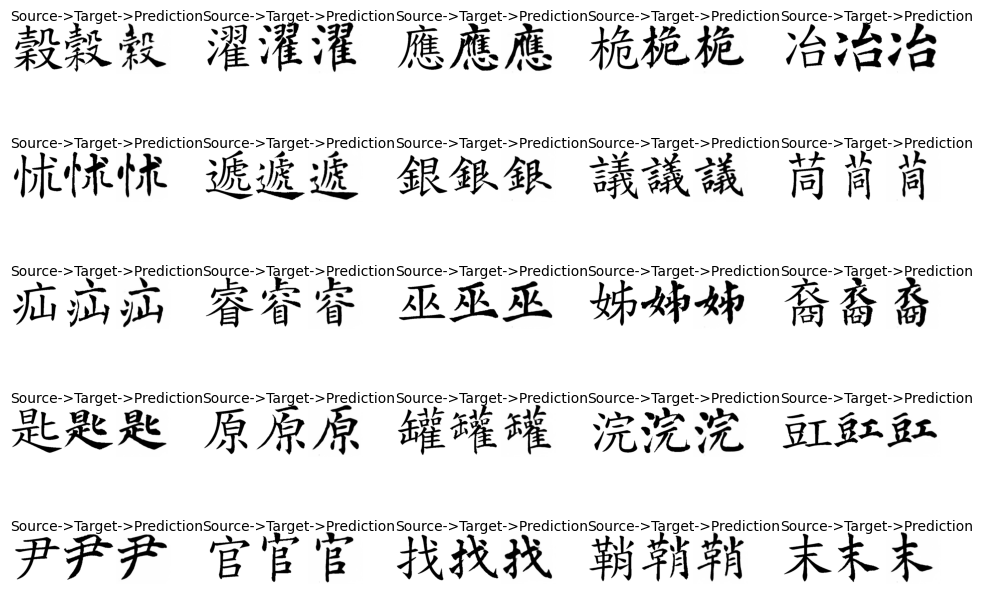 Source->Target->Prediction Source->Target->Prediction Source->Target->Prediction Source->Target->Prediction Source->Target->Prediction
穀穀穀 濯濯濯 應應應 桅桅桅 冶冶冶
Source->Target->Prediction Source->Target->Prediction Source->Target->Prediction Source->Target->Prediction Source->Target->Prediction
怵怵怵 遞遞遞 銀銀銀 議議議 茼茼茼
Source->Target->Prediction Source->Target->Prediction Source->Target->Prediction Source->Target->Prediction Source->Target->Prediction
疝疝疝 睿睿睿 巫巫巫 姊姊姊 裔裔裔
Source->Target->Prediction Source->Target->Prediction Source->Target->Prediction Source->Target->Prediction Source->Target->Prediction
匙匙匙 原原原 罐罐罐 浣浣浣 豇豇豇
Source->Target->Prediction Source->Target->Prediction Source->Target->Prediction Source->Target->Prediction Source->Target->Prediction
尹尹尹 官官官 找找找 鞘鞘鞘 末末末